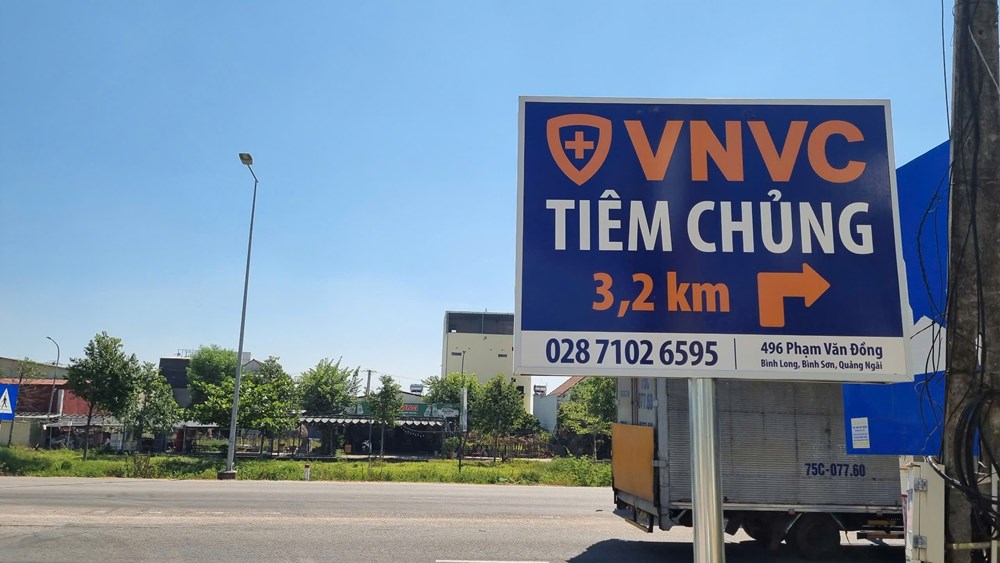 VNVC
TIÊM CHỦNG
3,2 km
028 7102 6595
496 Phạm Văn Đồng
Bình Long, Bình Sơn, Quảng Ngãi
75C-077.60